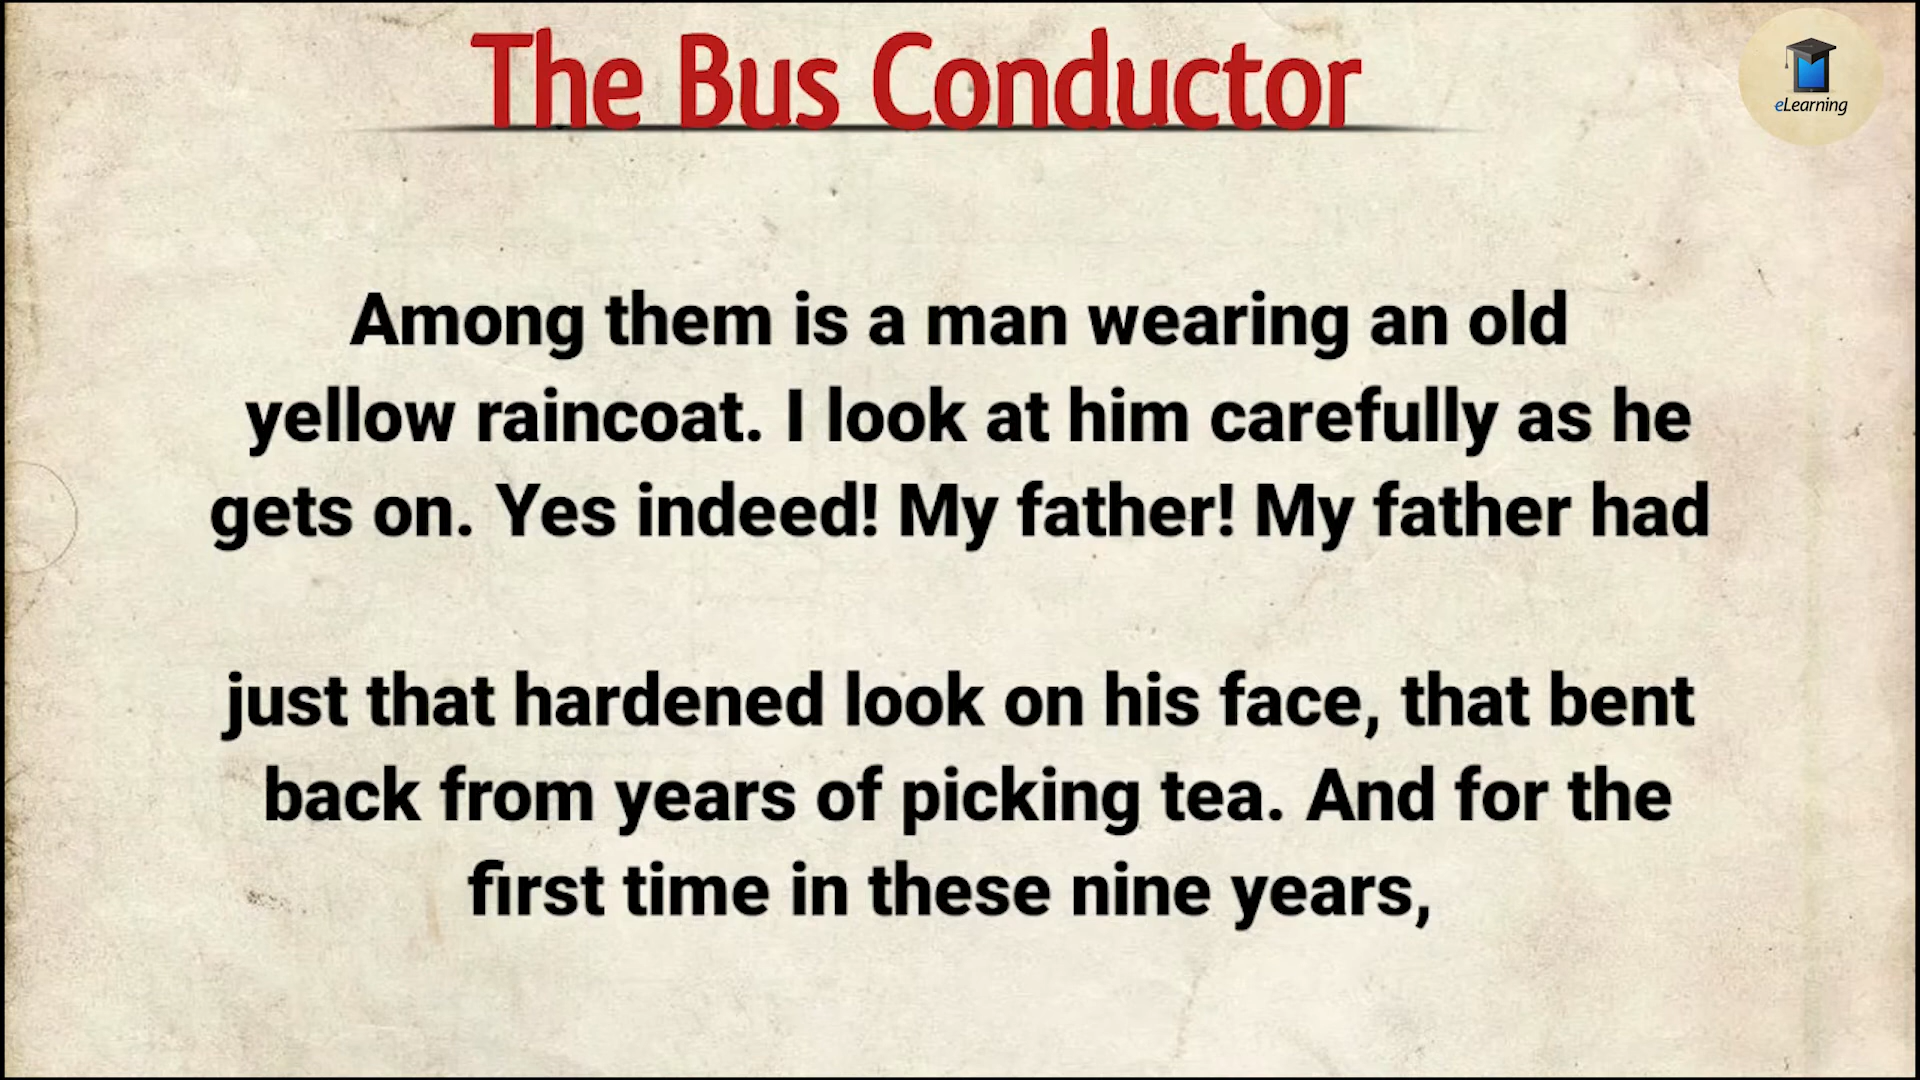 The Bus Conductor
eLearning
Among them is a man wearing an old
yellow raincoat. I look at him carefully as he
gets on. Yes indeed! My father! My father had
just that hardened look on his face, that bent
back from years of picking tea. And for the
first time in these nine years,